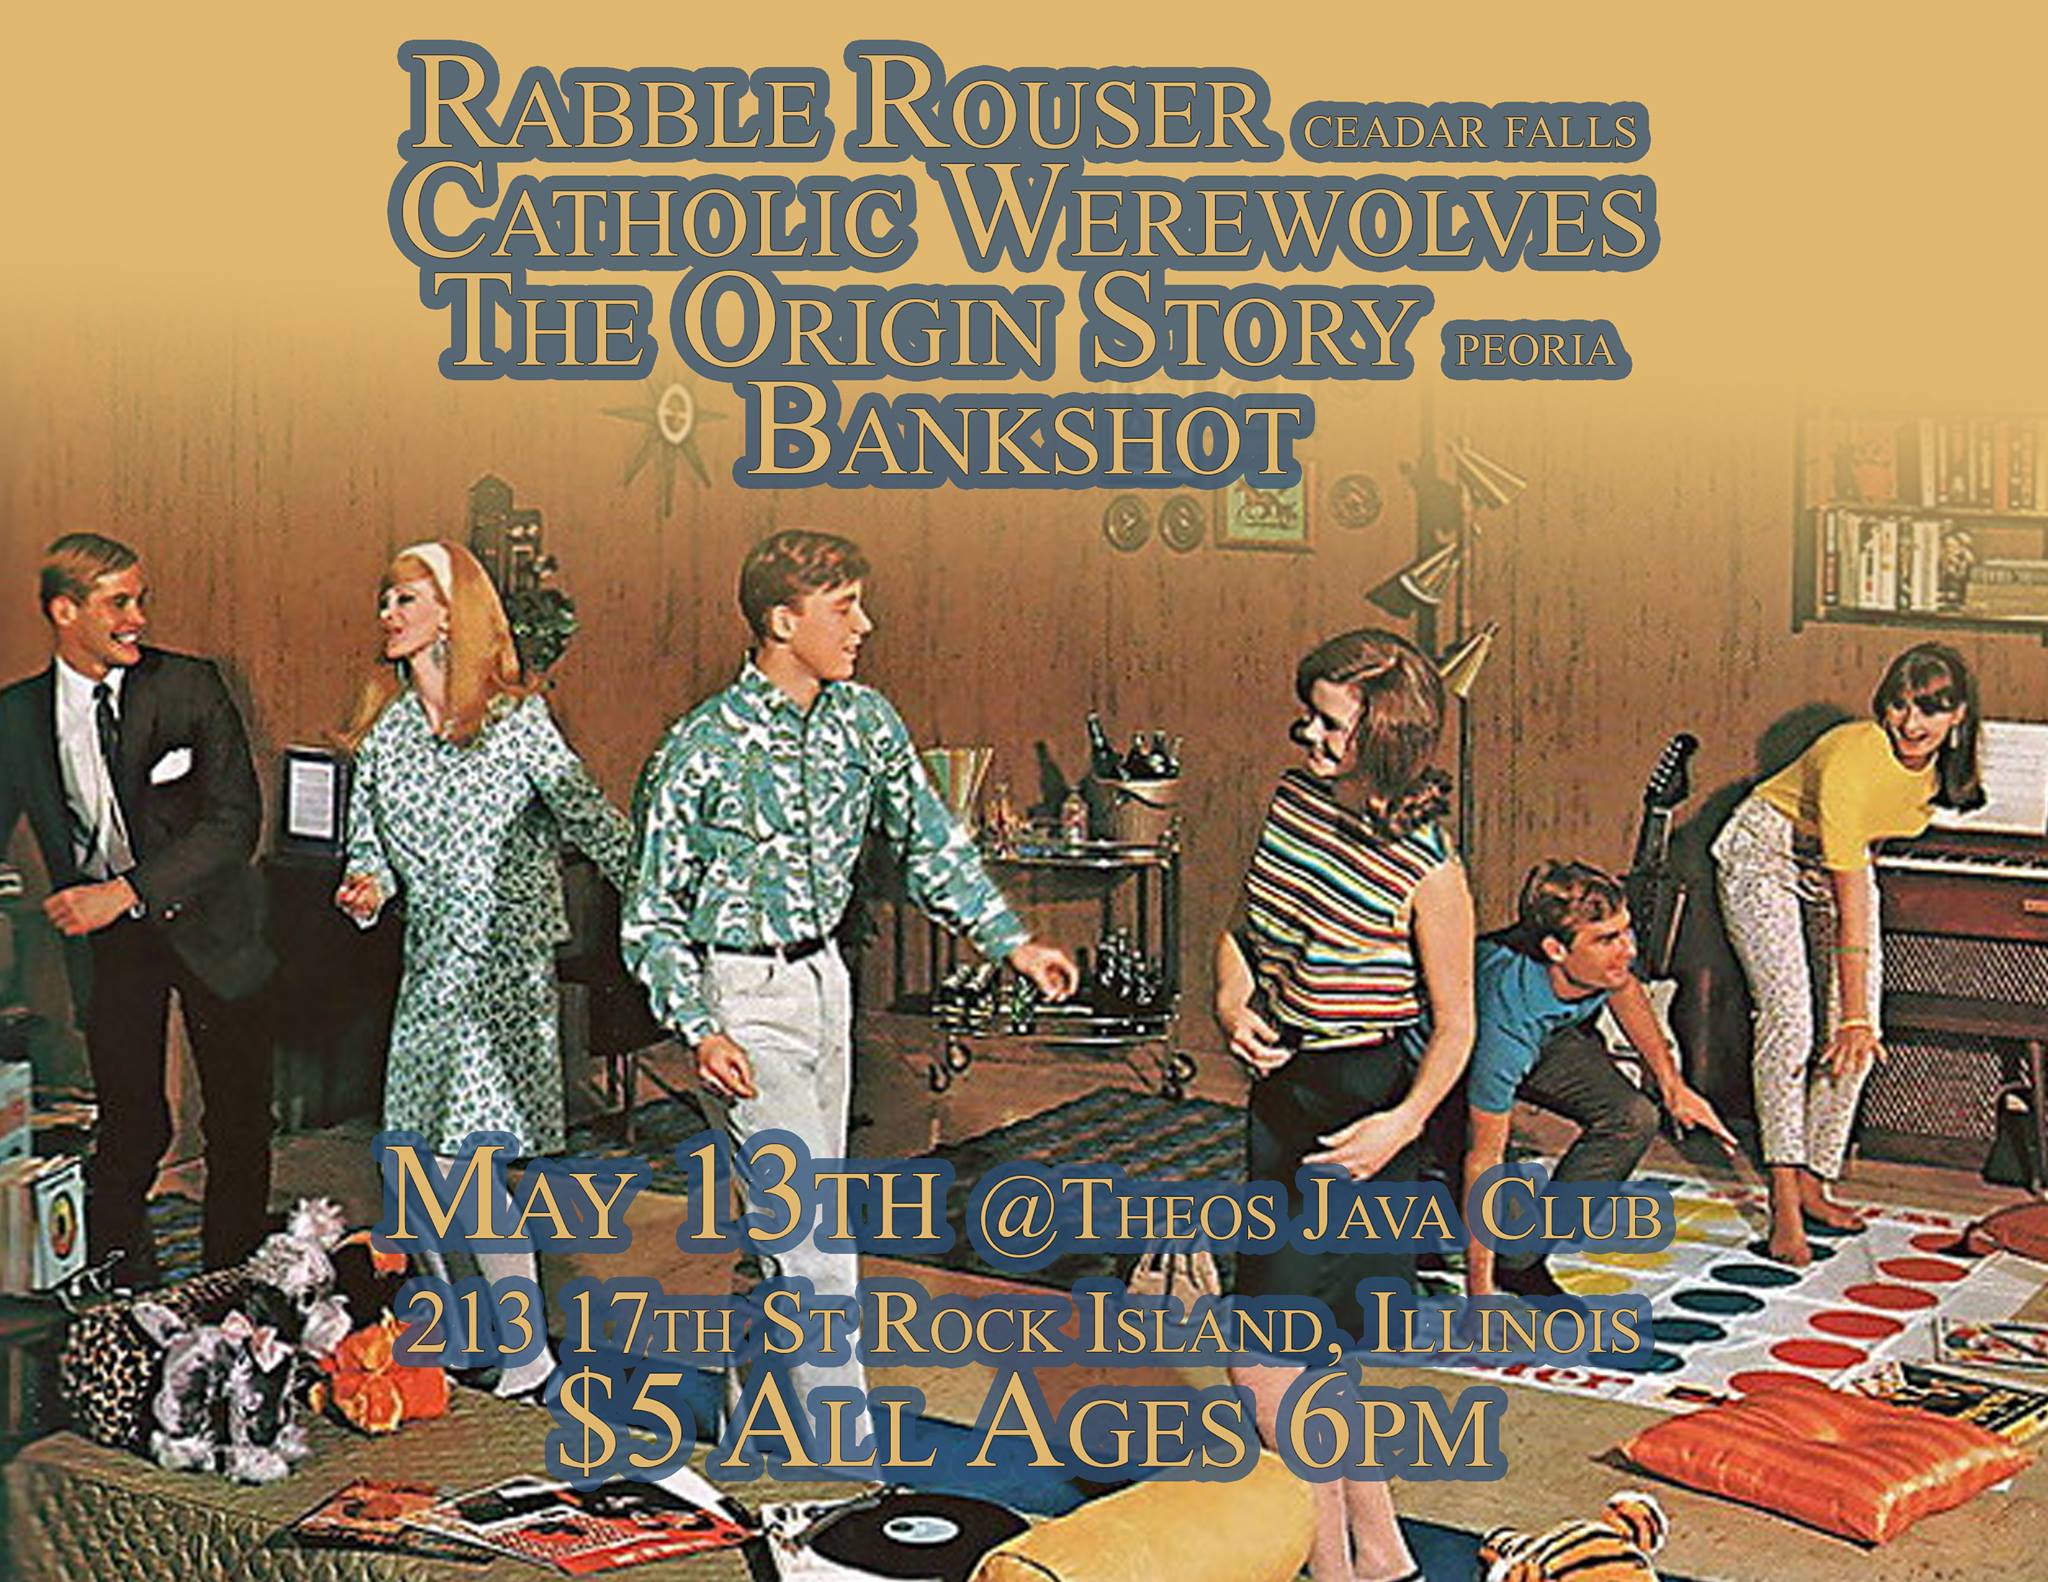 Rabble Rouser CEADAR FALLS
Catholic Werewolves
The Origin Story PEORIA
Bankshot
May 13th @Theos Java Club
213 17th St Rock Island, Illinois
$5 All Ages 6pm